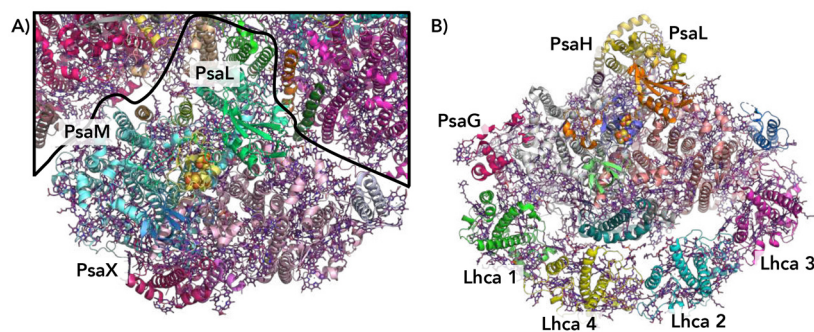 A)
PsaL
PsaM
PsaX
B)
PsaH
PsaL
PsaG
Lhca 1
Lhca 4
Lhca 2
Lhca 3